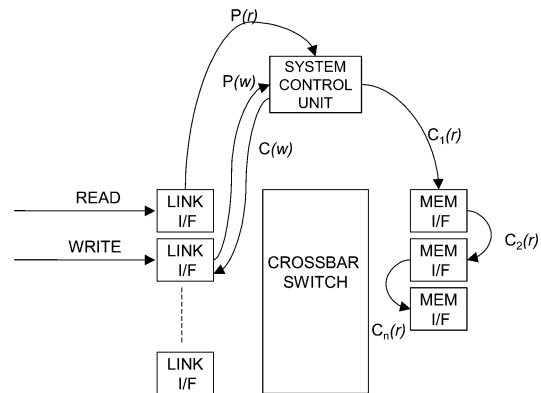 P(r)
SYSTEM
CONTROL
UNIT
P(w)
C(w)
C₁(r)
READ
LINK
I/F
MEM
I/F
WRITE
LINK
I/F
CROSSBAR
SWITCH
MEM
I/F
C₂(r)
MEM
I/F
Cₙ(r)
LINK
I/F